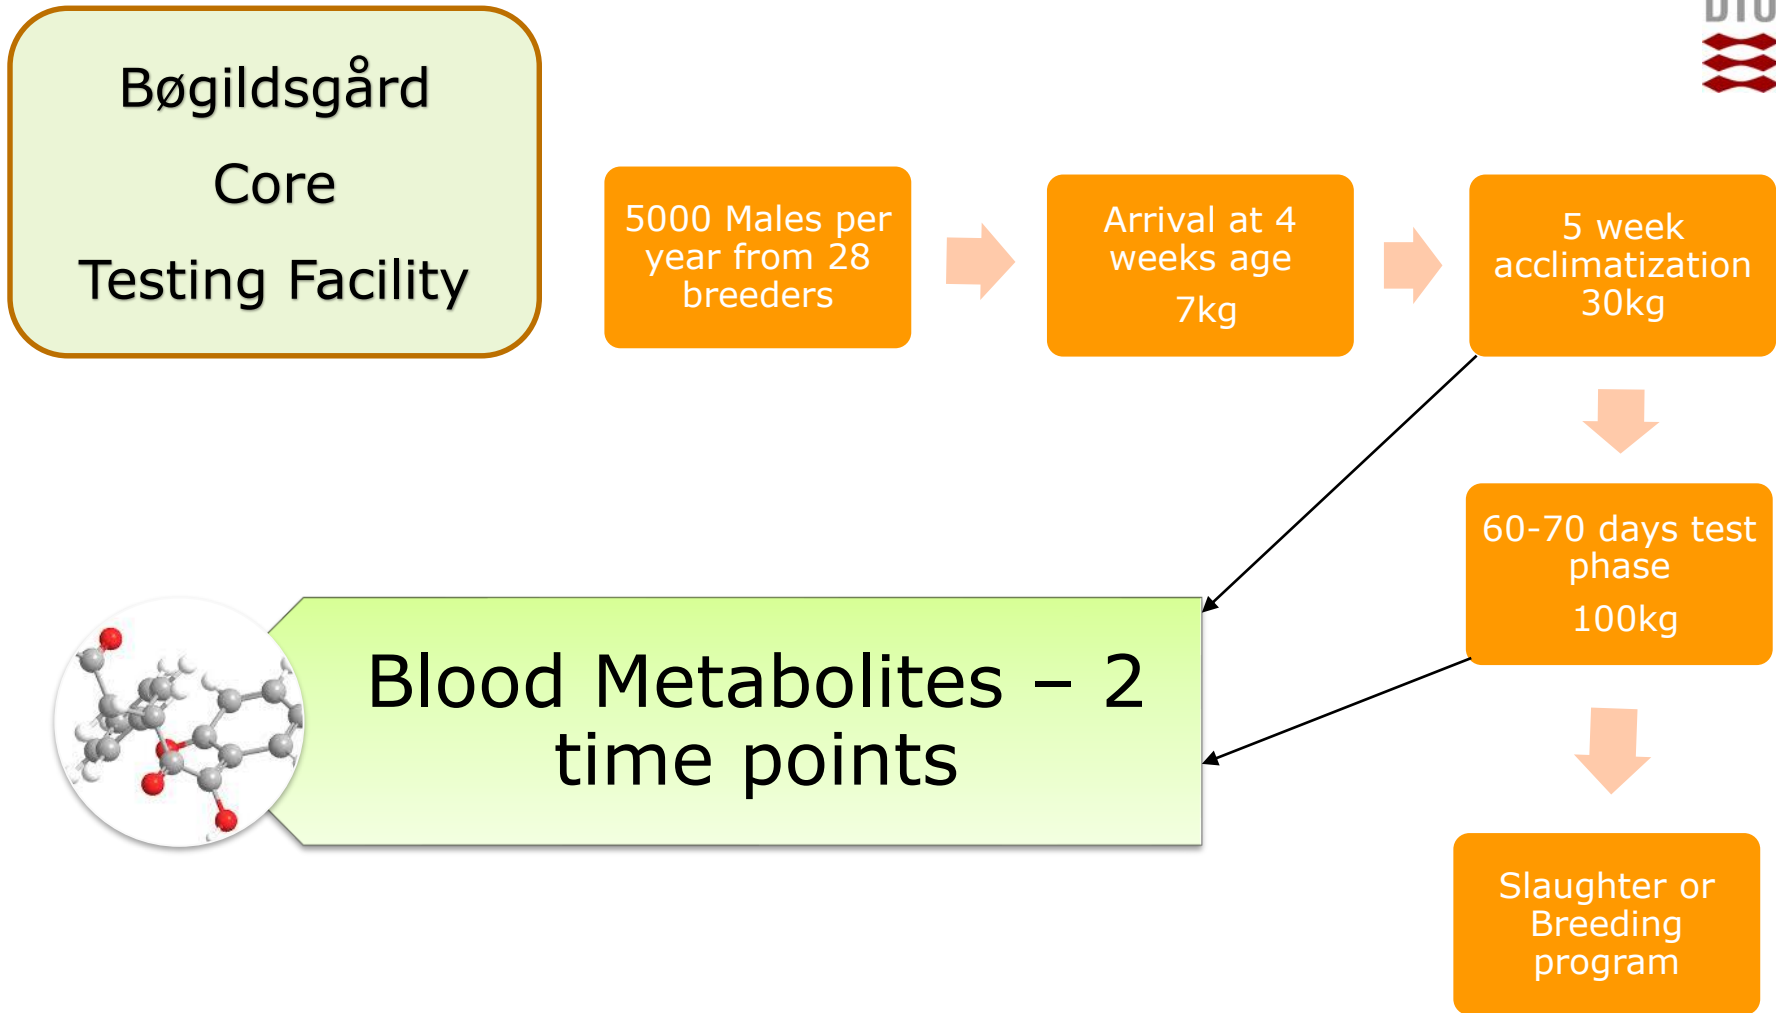 DTU
Bøgildsgård
Core
Testing Facility
5000 Males per
year from 28
breeders
Arrival at 4
weeks age
7kg
5 week
acclimatization
30kg
60-70 days test
phase
100kg
Blood Metabolites – 2
time points
Slaughter or
Breeding
program